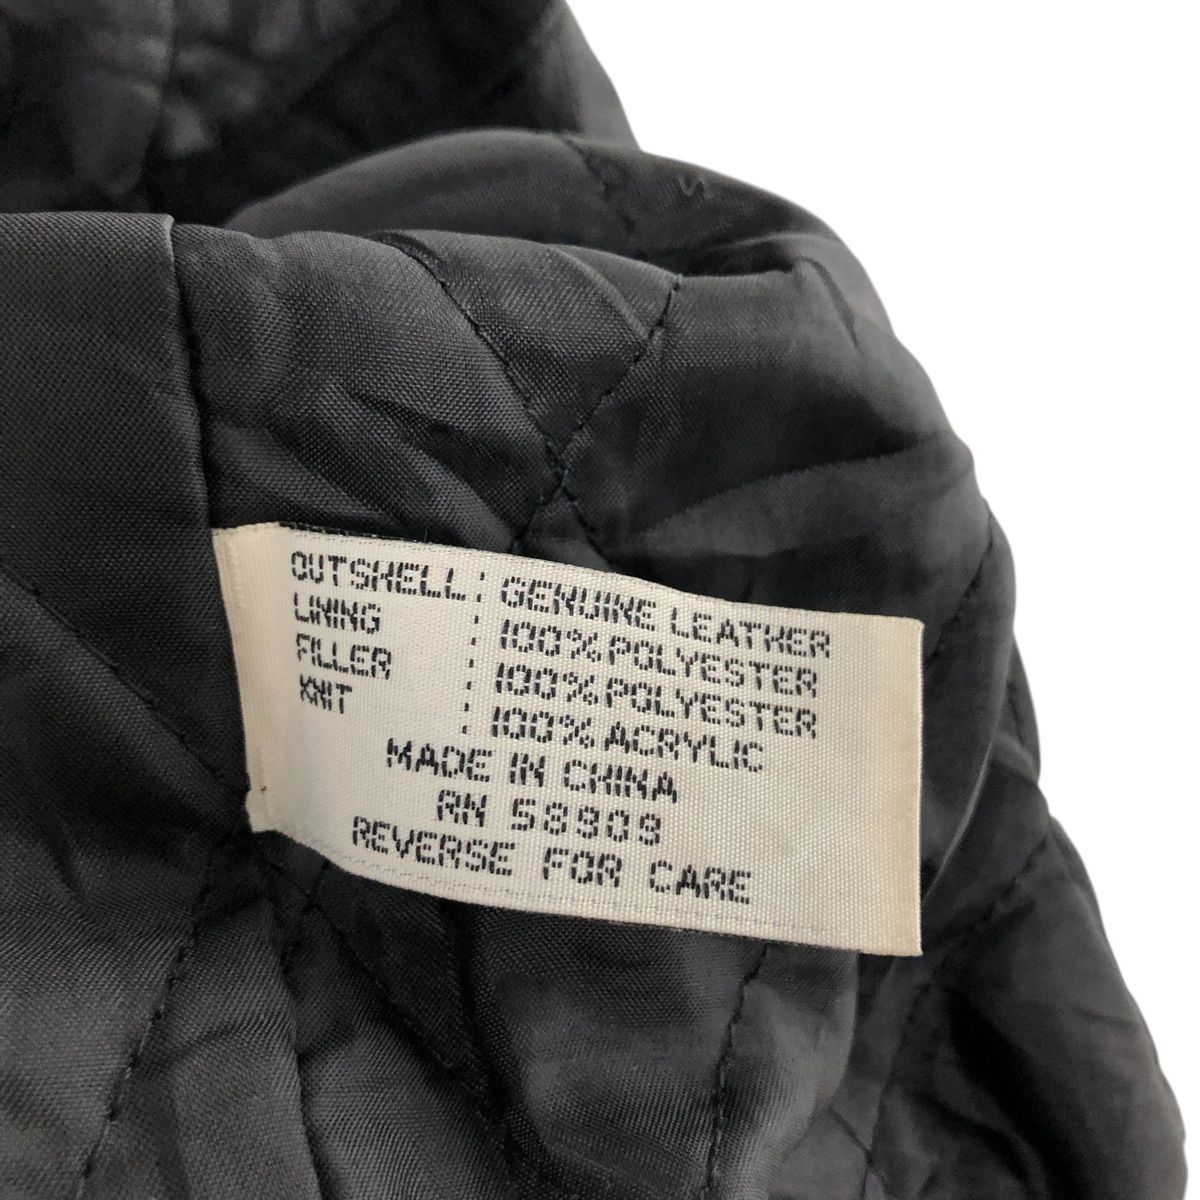 OUTSHELL : GENUINE LEATHER
LINING : 100% POLYESTER
FILLER : 100% POLYESTER
KNIT : 100% ACRYLIC
MADE IN CHINA
RN 58909
REVERSE FOR CARE